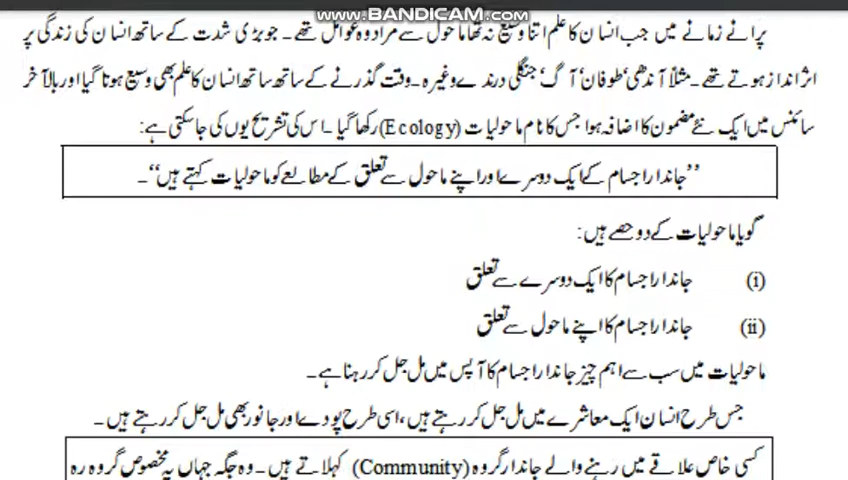 www.BANDICAM.com
پرانے زمانے میں جب انسان کا علم اتنا وسیع نہ تھا ماحول سے مراد وہ عوامل تھے۔ جو بڑی شدت کے ساتھ انسان کی زندگی پر
اثر انداز ہوتے تھے۔ مثلاً آندھی‘ طوفان‘ آگ‘ جنگلی درندے وغیرہ۔ وقت گذرنے کے ساتھ ساتھ انسان کا علم بھی وسیع ہوتا گیا اور بالآخر
سائنس میں ایک نئے مضمون کا اضافہ ہوا جس کا نام ماحولیات (Ecology) رکھا گیا۔ اس کی تشریح یوں کی جا سکتی ہے:
’’جاندار اجسام کے ایک دوسرے اور اپنے ماحول سے تعلق کے مطالعے کو ماحولیات کہتے ہیں‘‘۔
گویا ماحولیات کے دو حصے ہیں:
(i) جاندار اجسام کا ایک دوسرے سے تعلق
(ii) جاندار اجسام کا اپنے ماحول سے تعلق
ماحولیات میں سب سے اہم چیز جاندار اجسام کا آپس میں مل جل کر رہنا ہے۔
جس طرح انسان ایک معاشرے میں مل جل کر رہتے ہیں، اسی طرح پودے اور جانور بھی مل جل کر رہتے ہیں۔
کسی خاص علاقے میں رہنے والے جاندار گروہ (Community) کہلاتے ہیں۔ وہ جگہ جہاں یہ مخصوص گروہ رہ